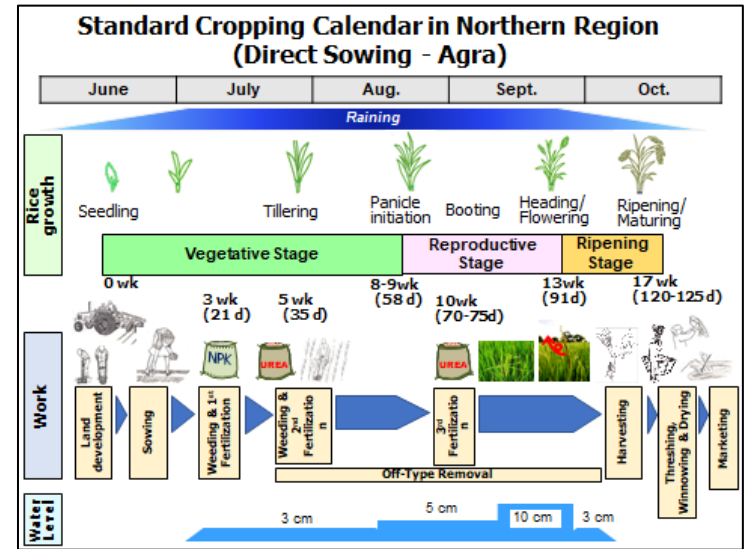 Standard Cropping Calendar in Northern Region
(Direct Sowing - Agra)
June July Aug. Sept. Oct.
Raining
Rice
growth
Seedling
Tillering
Panicle
initiation
Booting
Heading/
Flowering
Ripening/
Maturing
Vegetative Stage
Reproductive
Stage
Ripening
Stage
0 wk
3 wk
(21 d)
5 wk
(35 d)
8-9wk
(58 d)
10wk
(70-75d)
13wk
(91d)
17 wk
(120-125 d)
NPK
UREA
UREA
Work
Land
development
Sowing
Weeding & 1st
Fertilization
Weeding &
2nd
Fertilizatio
n
3rd
Fertilizatio
n
Harvesting
Threshing,
Winnowing & Drying
Marketing
Off-Type Removal
Water
Level
3 cm
5 cm
10 cm
3 cm